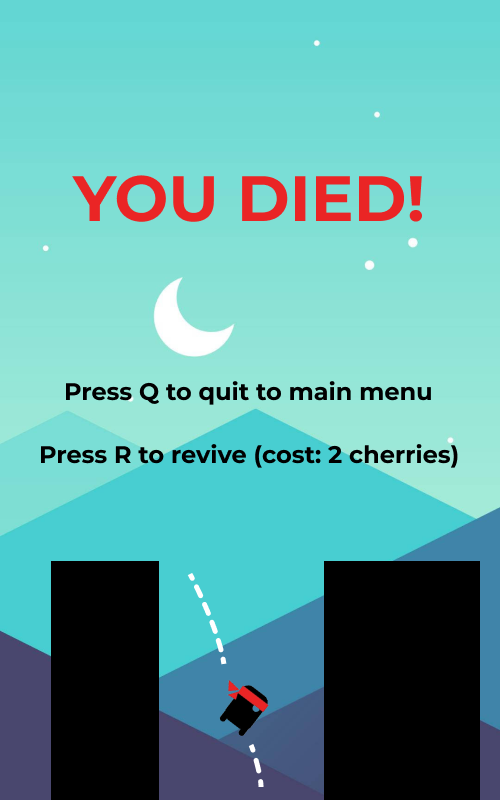 YOU DIED!
Press Q to quit to main menu
Press R to revive (cost: 2 cherries)